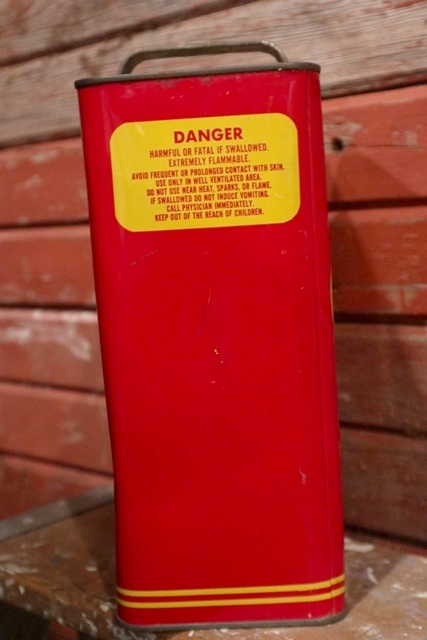 DANGER
HARMFUL OR FATAL IF SWALLOWED.
EXTREMELY FLAMMABLE.
AVOID FREQUENT OR PROLONGED CONTACT WITH SKIN.
USE ONLY IN WELL VENTILATED AREA.
DO NOT USE NEAR HEAT, SPARKS, OR FLAME.
IF SWALLOWED DO NOT INDUCE VOMITING.
CALL PHYSICIAN IMMEDIATELY.
KEEP OUT OF THE REACH OF CHILDREN.